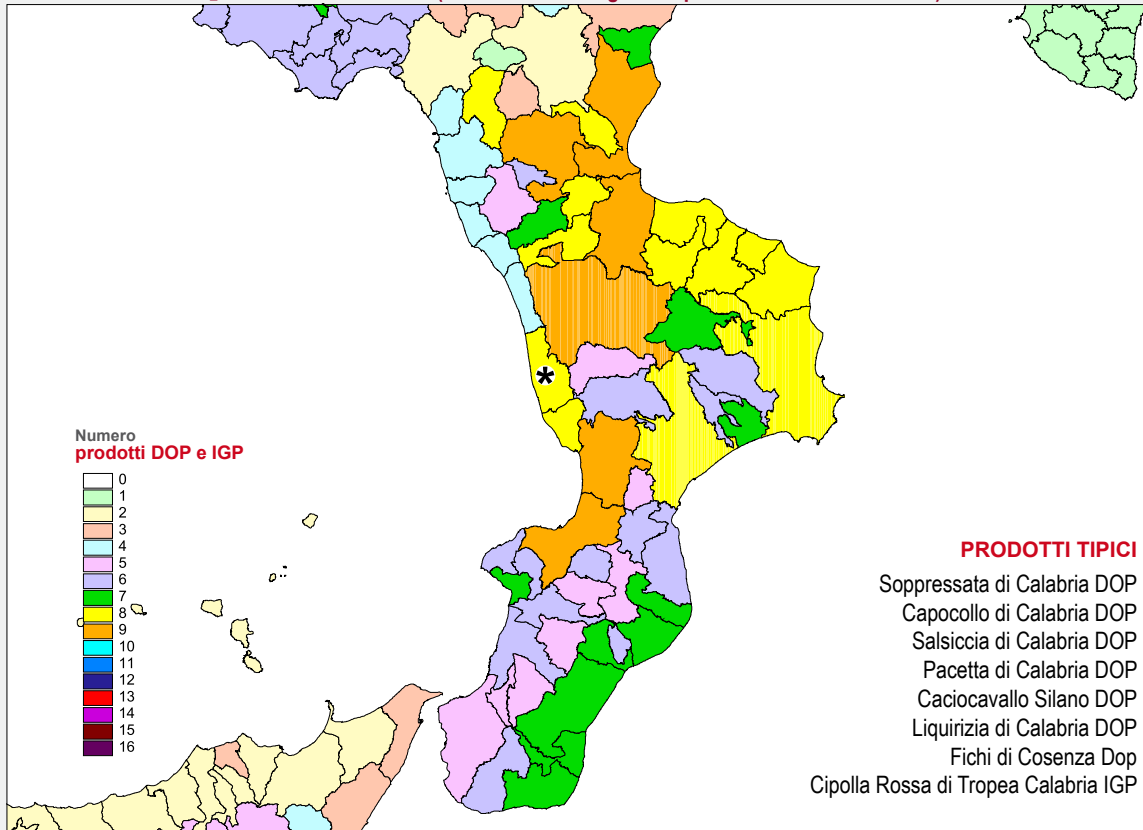 Numero
prodotti DOP e IGP
0
1
2
3
4
5
6
7
8
9
10
11
12
13
14
15
16
*
PRODOTTI TIPICI
Soppressata di Calabria DOP
Capocollo di Calabria DOP
Salsiccia di Calabria DOP
Pacetta di Calabria DOP
Caciocavallo Silano DOP
Liquirizia di Calabria DOP
Fichi di Cosenza Dop
Cipolla Rossa di Tropea Calabria IGP